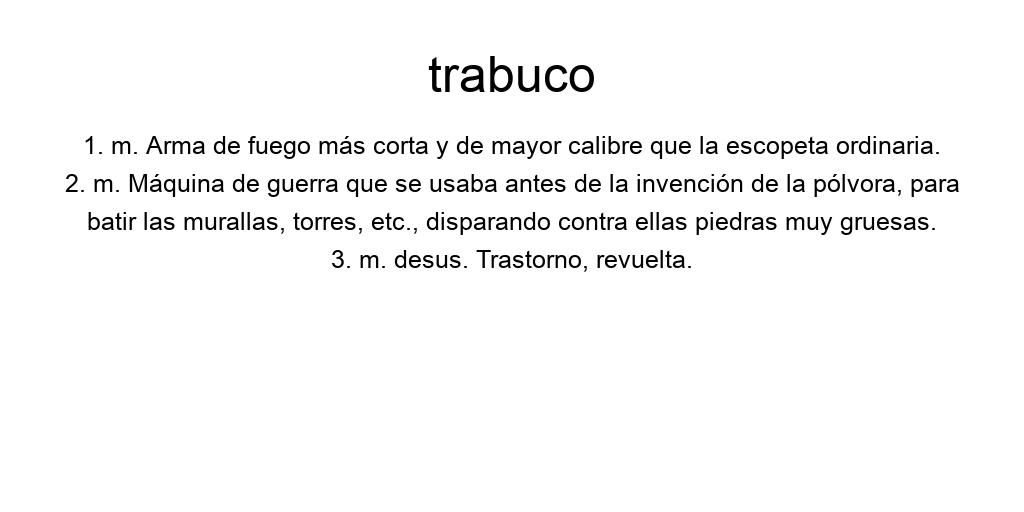 trabuco
1. m. Arma de fuego más corta y de mayor calibre que la escopeta ordinaria.
2. m. Máquina de guerra que se usaba antes de la invención de la pólvora, para
batir las murallas, torres, etc., disparando contra ellas piedras muy gruesas.
3. m. desus. Trastorno, revuelta.